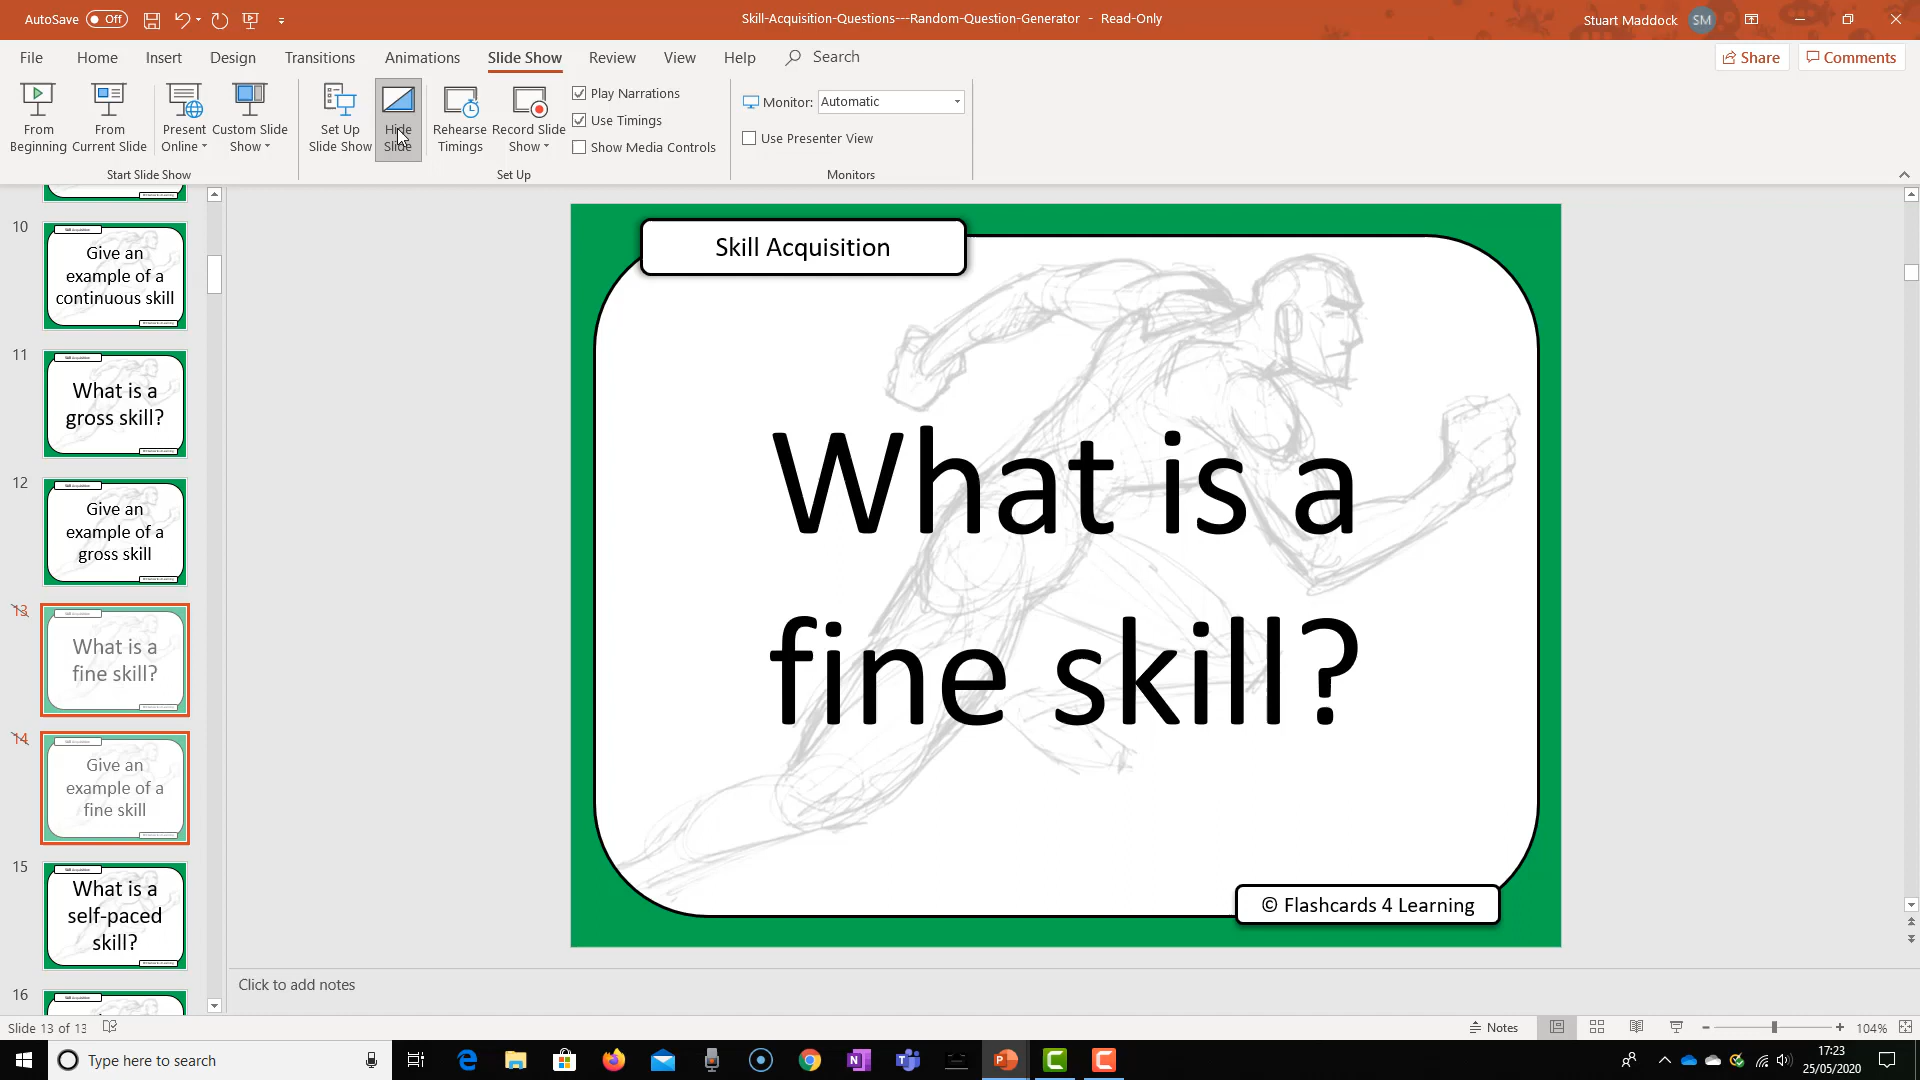 AutoSave Off
Skill-Acquisition-Questions---Random-Question-Generator - Read-Only
Stuart Maddock SM
File Home Insert Design Transitions Animations Slide Show Review View Help Search
Share Comments
From Beginning
From Current Slide
Present Online
Custom Slide Show
Start Slide Show
Set Up Slide Show
Hide Slide
Rehearse Timings
Record Slide Show
Play Narrations
Use Timings
Show Media Controls
Set Up
Monitor: Automatic
Use Presenter View
Monitors
10
Give an
example of a
continuous skill
11
What is a
gross skill?
12
Give an
example of a
gross skill
13
What is a
fine skill?
14
Give an
example of a
fine skill
15
What is a
self-paced
skill?
16
Skill Acquisition
What is a
fine skill?
© Flashcards 4 Learning
Click to add notes
Slide 13 of 13
Notes
104%
Type here to search
17:23
25/05/2020